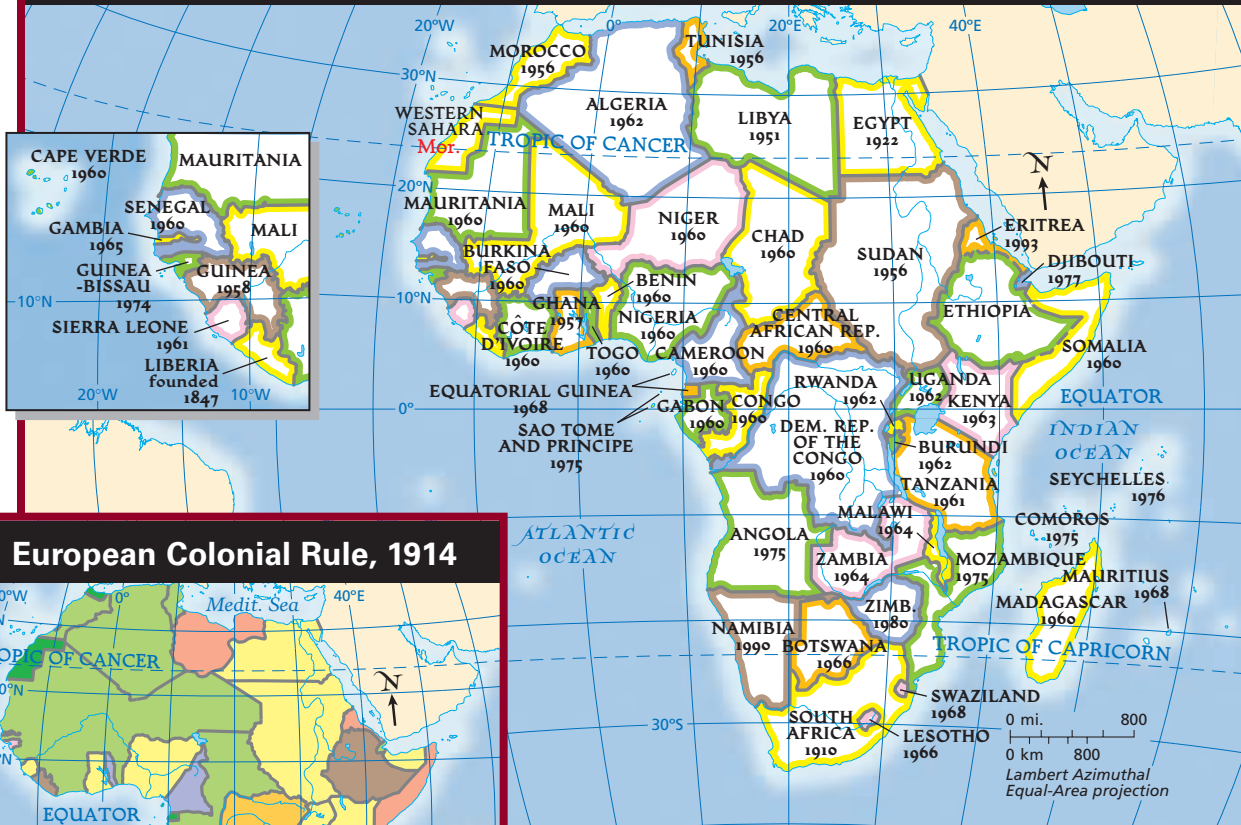 20°W
0°
20°E
40°E
MOROCCO
1956
TUNISIA
1956
30°N
ALGERIA
1962
LIBYA
1951
EGYPT
1922
WESTERN
SAHARA
Mor.
TROPIC OF CANCER
20°N
MAURITANIA
1960
MALI
1960
NIGER
1960
CHAD
1960
SUDAN
1956
N
ERITREA
1993
DJIBOUTI
1977
BURKINA
FASO
1960
BENIN
1960
10°N
GHANA
1957
NIGERIA
1960
CENTRAL
AFRICAN REP.
1960
ETHIOPIA
CÔTE
D'IVOIRE
1960
TOGO
1960
CAMEROON
1960
SOMALIA
1960
EQUATORIAL GUINEA
1968
RWANDA
1962
UGANDA
1962
KENYA
1963
EQUATOR
0°
GABON
1960
CONGO
1960
SAO TOME
AND PRINCIPE
1975
DEM. REP.
OF THE
CONGO
1960
BURUNDI
1962
INDIAN
OCEAN
TANZANIA
1961
SEYCHELLES
1976
MALAWI
1964
COMOROS
1975
ATLANTIC
OCEAN
ANGOLA
1975
ZAMBIA
1964
MOZAMBIQUE
1975
MAURITIUS
1968
MADAGASCAR
1960
ZIMB.
1980
NAMIBIA
1990
BOTSWANA
1966
TROPIC OF CAPRICORN
SWAZILAND
1968
30°S
SOUTH
AFRICA
1910
LESOTHO
1966
0 mi.
800
0 km
800
Lambert Azimuthal
Equal-Area projection
CAPE VERDE
1960
MAURITANIA
SENEGAL
1960
GAMBIA
1965
MALI
GUINEA
-BISSAU
1974
GUINEA
1958
10°N
SIERRA LEONE
1961
LIBERIA
founded
1847
20°W
10°W
European Colonial Rule, 1914
0°W
0°
Medit. Sea
40°E
N
OPIC OF CANCER
0°N
N
°N
EQUATOR